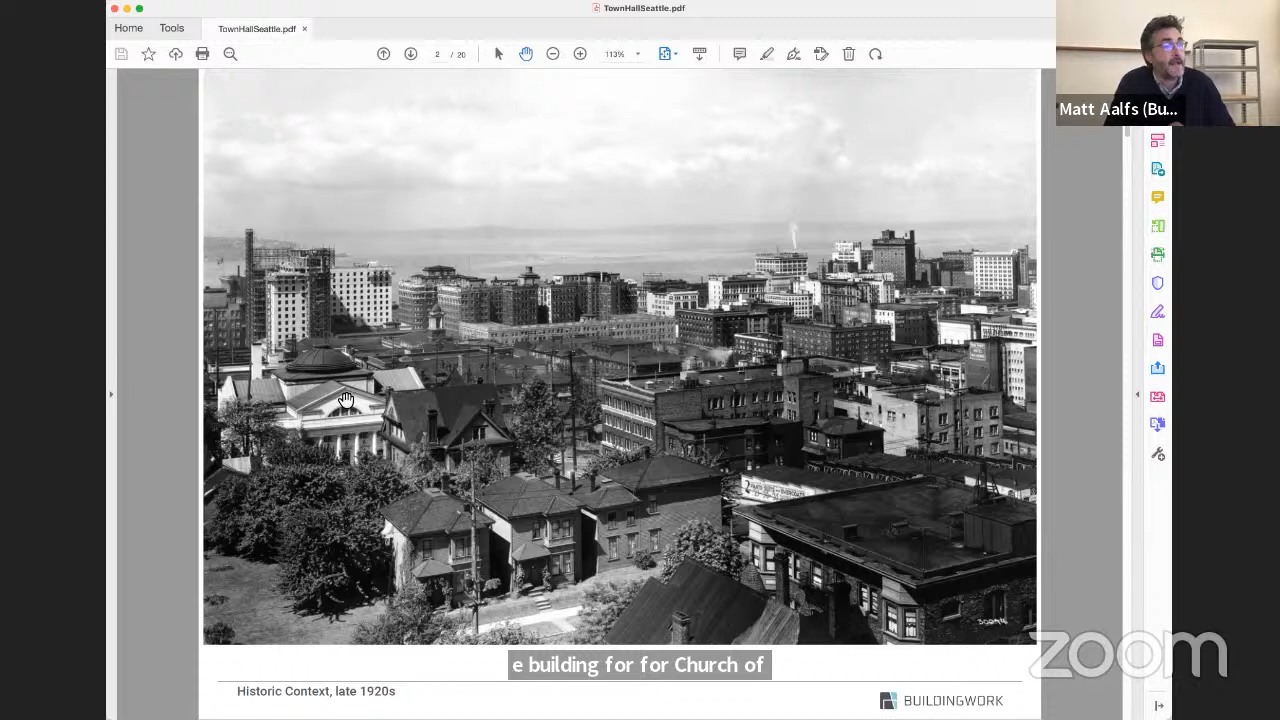 TownHallSeattle.pdf
Home Tools TownHallSeattle.pdf ×
2 / 20 113%
Matt Aalfs (Bu...
e building for for Church of
zoom
Historic Context, late 1920s
BUILDINGWORK